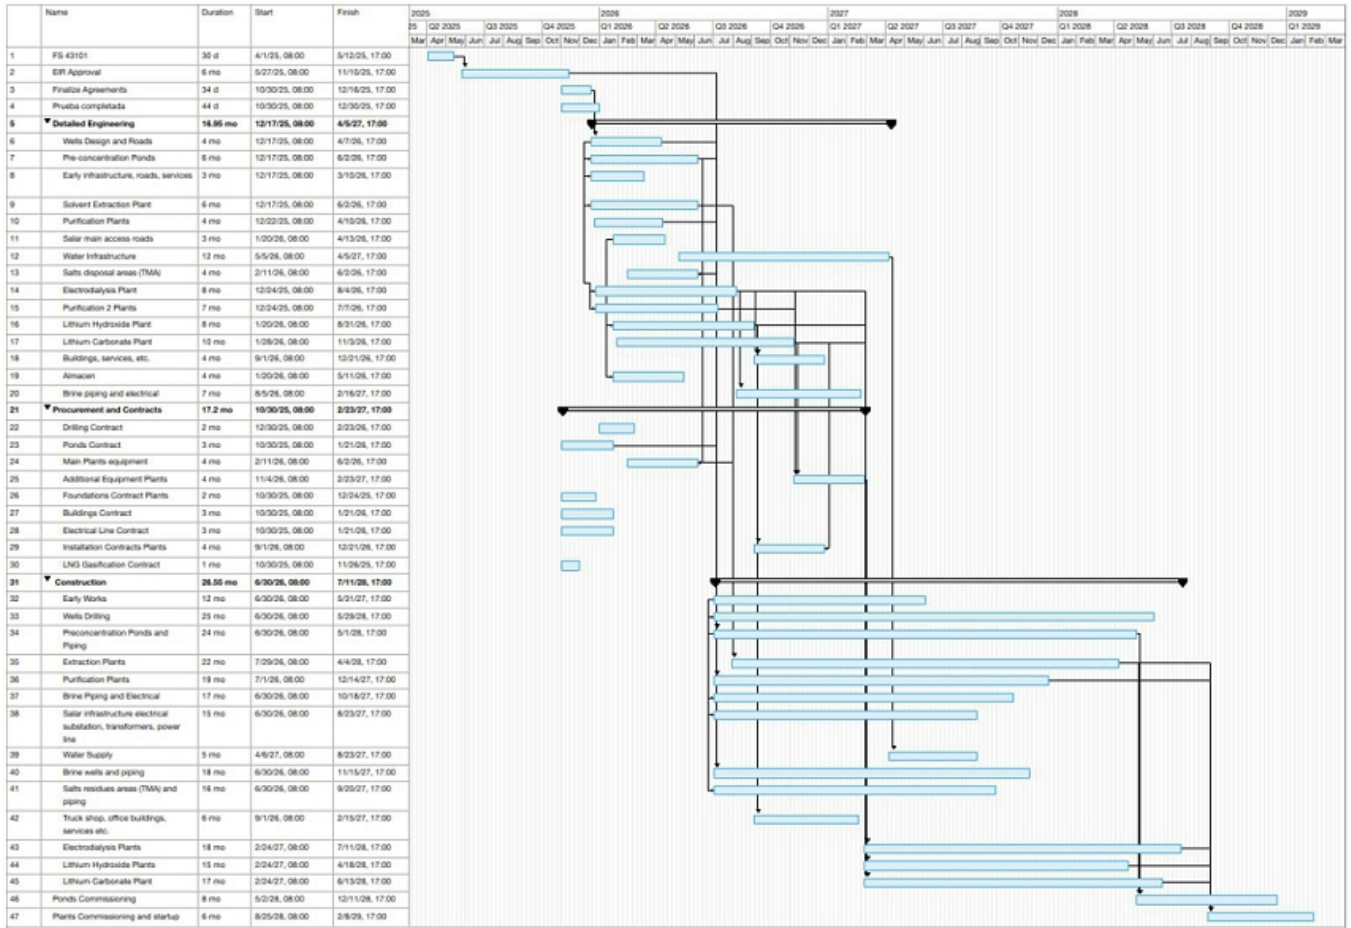 Name Duration Start Finish 2025 2026 2027 2028 2029
25 Q2 2025 Q3 2025 Q4 2025 Q1 2026 Q2 2026 Q3 2026 Q4 2026 Q1 2027 Q2 2027 Q3 2027 Q4 2027 Q1 2028 Q2 2028 Q3 2028 Q4 2028 Q1 2029
Mar Apr May Jun Jul Aug Sep Oct Nov Dec Jan Feb Mar Apr May Jun Jul Aug Sep Oct Nov Dec Jan Feb Mar Apr May Jun Jul Aug Sep Oct Nov Dec Jan Feb Mar Apr May Jun Jul Aug Sep Oct Nov Dec Jan Feb Mar
1 FS 43101 30 d 4/1/25, 08:00 5/12/25, 17:00
2 EIR Approval 6 mo 5/27/25, 08:00 11/10/25, 17:00
3 Finalize Agreements 34 d 10/30/25, 08:00 12/16/25, 17:00
4 Prueba completada 44 d 10/30/25, 08:00 12/30/25, 17:00
5 Detailed Engineering 16.95 mo 12/17/25, 08:00 4/5/27, 17:00
6 Wells Design and Roads 4 mo 12/17/25, 08:00 4/7/26, 17:00
7 Pre-concentration Ponds 6 mo 12/17/25, 08:00 6/2/26, 17:00
8 Early infrastructure, roads, services 3 mo 12/17/25, 08:00 3/10/26, 17:00
9 Solvent Extraction Plant 6 mo 12/17/25, 08:00 6/2/26, 17:00
10 Purification Plants 4 mo 12/22/25, 08:00 4/10/26, 17:00
11 Salar main access roads 3 mo 1/20/26, 08:00 4/13/26, 17:00
12 Water Infrastructure 12 mo 5/5/26, 08:00 4/5/27, 17:00
13 Salts disposal areas (TMA) 4 mo 2/11/26, 08:00 6/2/26, 17:00
14 Electrodialysis Plant 8 mo 12/24/25, 08:00 8/4/26, 17:00
15 Purification 2 Plants 7 mo 12/24/25, 08:00 7/7/26, 17:00
16 Lithium Hydroxide Plant 8 mo 1/20/26, 08:00 8/31/26, 17:00
17 Lithium Carbonate Plant 10 mo 1/28/26, 08:00 11/3/26, 17:00
18 Buildings, services, etc. 4 mo 9/1/26, 08:00 12/21/26, 17:00
19 Almacen 4 mo 1/20/26, 08:00 5/11/26, 17:00
20 Brine piping and electrical 7 mo 8/5/26, 08:00 2/16/27, 17:00
21 Procurement and Contracts 17.2 mo 10/30/25, 08:00 2/23/27, 17:00
22 Drilling Contract 2 mo 12/30/25, 08:00 2/23/26, 17:00
23 Ponds Contract 3 mo 10/30/25, 08:00 1/21/26, 17:00
24 Main Plants equipment 4 mo 2/11/26, 08:00 6/2/26, 17:00
25 Additional Equipment Plants 4 mo 11/4/26, 08:00 2/23/27, 17:00
26 Foundations Contract Plants 2 mo 10/30/25, 08:00 12/24/25, 17:00
27 Buildings Contract 3 mo 10/30/25, 08:00 1/21/26, 17:00
28 Electrical Line Contract 3 mo 10/30/25, 08:00 1/21/26, 17:00
29 Installation Contracts Plants 4 mo 9/1/26, 08:00 12/21/26, 17:00
30 LNG Gasification Contract 1 mo 10/30/25, 08:00 11/26/25, 17:00
31 Construction 26.55 mo 6/30/26, 08:00 7/11/28, 17:00
32 Early Works 12 mo 6/30/26, 08:00 5/31/27, 17:00
33 Wells Drilling 25 mo 6/30/26, 08:00 5/29/28, 17:00
34 Preconcentration Ponds and 24 mo 6/30/26, 08:00 5/1/28, 17:00
Piping
35 Extraction Plants 22 mo 7/29/26, 08:00 4/4/28, 17:00
36 Purification Plants 19 mo 7/1/26, 08:00 12/14/27, 17:00
37 Brine Piping and Electrical 17 mo 6/30/26, 08:00 10/18/27, 17:00
38 Salar infrastructure electrical 15 mo 6/30/26, 08:00 8/23/27, 17:00
substation, transformers, power
line
39 Water Supply 5 mo 4/6/27, 08:00 8/23/27, 17:00
40 Brine wells and piping 18 mo 6/30/26, 08:00 11/15/27, 17:00
41 Salts residues areas (TMA) and 16 mo 6/30/26, 08:00 9/20/27, 17:00
piping
42 Truck shop, office buildings, 6 mo 9/1/26, 08:00 2/15/27, 17:00
services etc.
43 Electrodialysis Plants 18 mo 2/24/27, 08:00 7/11/28, 17:00
44 Lithium Hydroxide Plants 15 mo 2/24/27, 08:00 4/18/28, 17:00
45 Lithium Carbonate Plant 17 mo 2/24/27, 08:00 6/13/28, 17:00
46 Ponds Commissioning 8 mo 5/2/28, 08:00 12/11/28, 17:00
47 Plants Commissioning and startup 6 mo 8/25/28, 08:00 2/8/29, 17:00